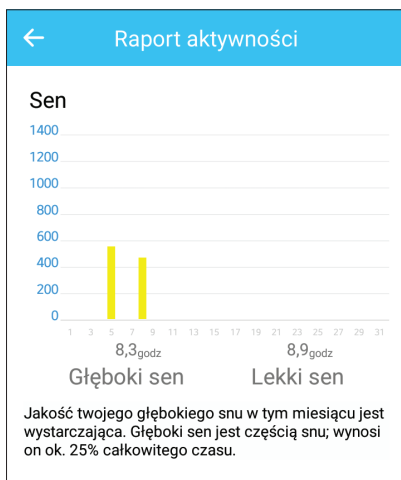 Raport aktywności
Sen
1400
1200
1000
800
600
400
200
0
1 3 5 7 9 11 13 15 17 19 21 23 25 27 29 31
8,3godz 8,9godz
Głęboki sen Lekki sen
Jakość twojego głębokiego snu w tym miesiącu jest
wystarczająca. Głęboki sen jest częścią snu; wynosi
on ok. 25% całkowitego czasu.